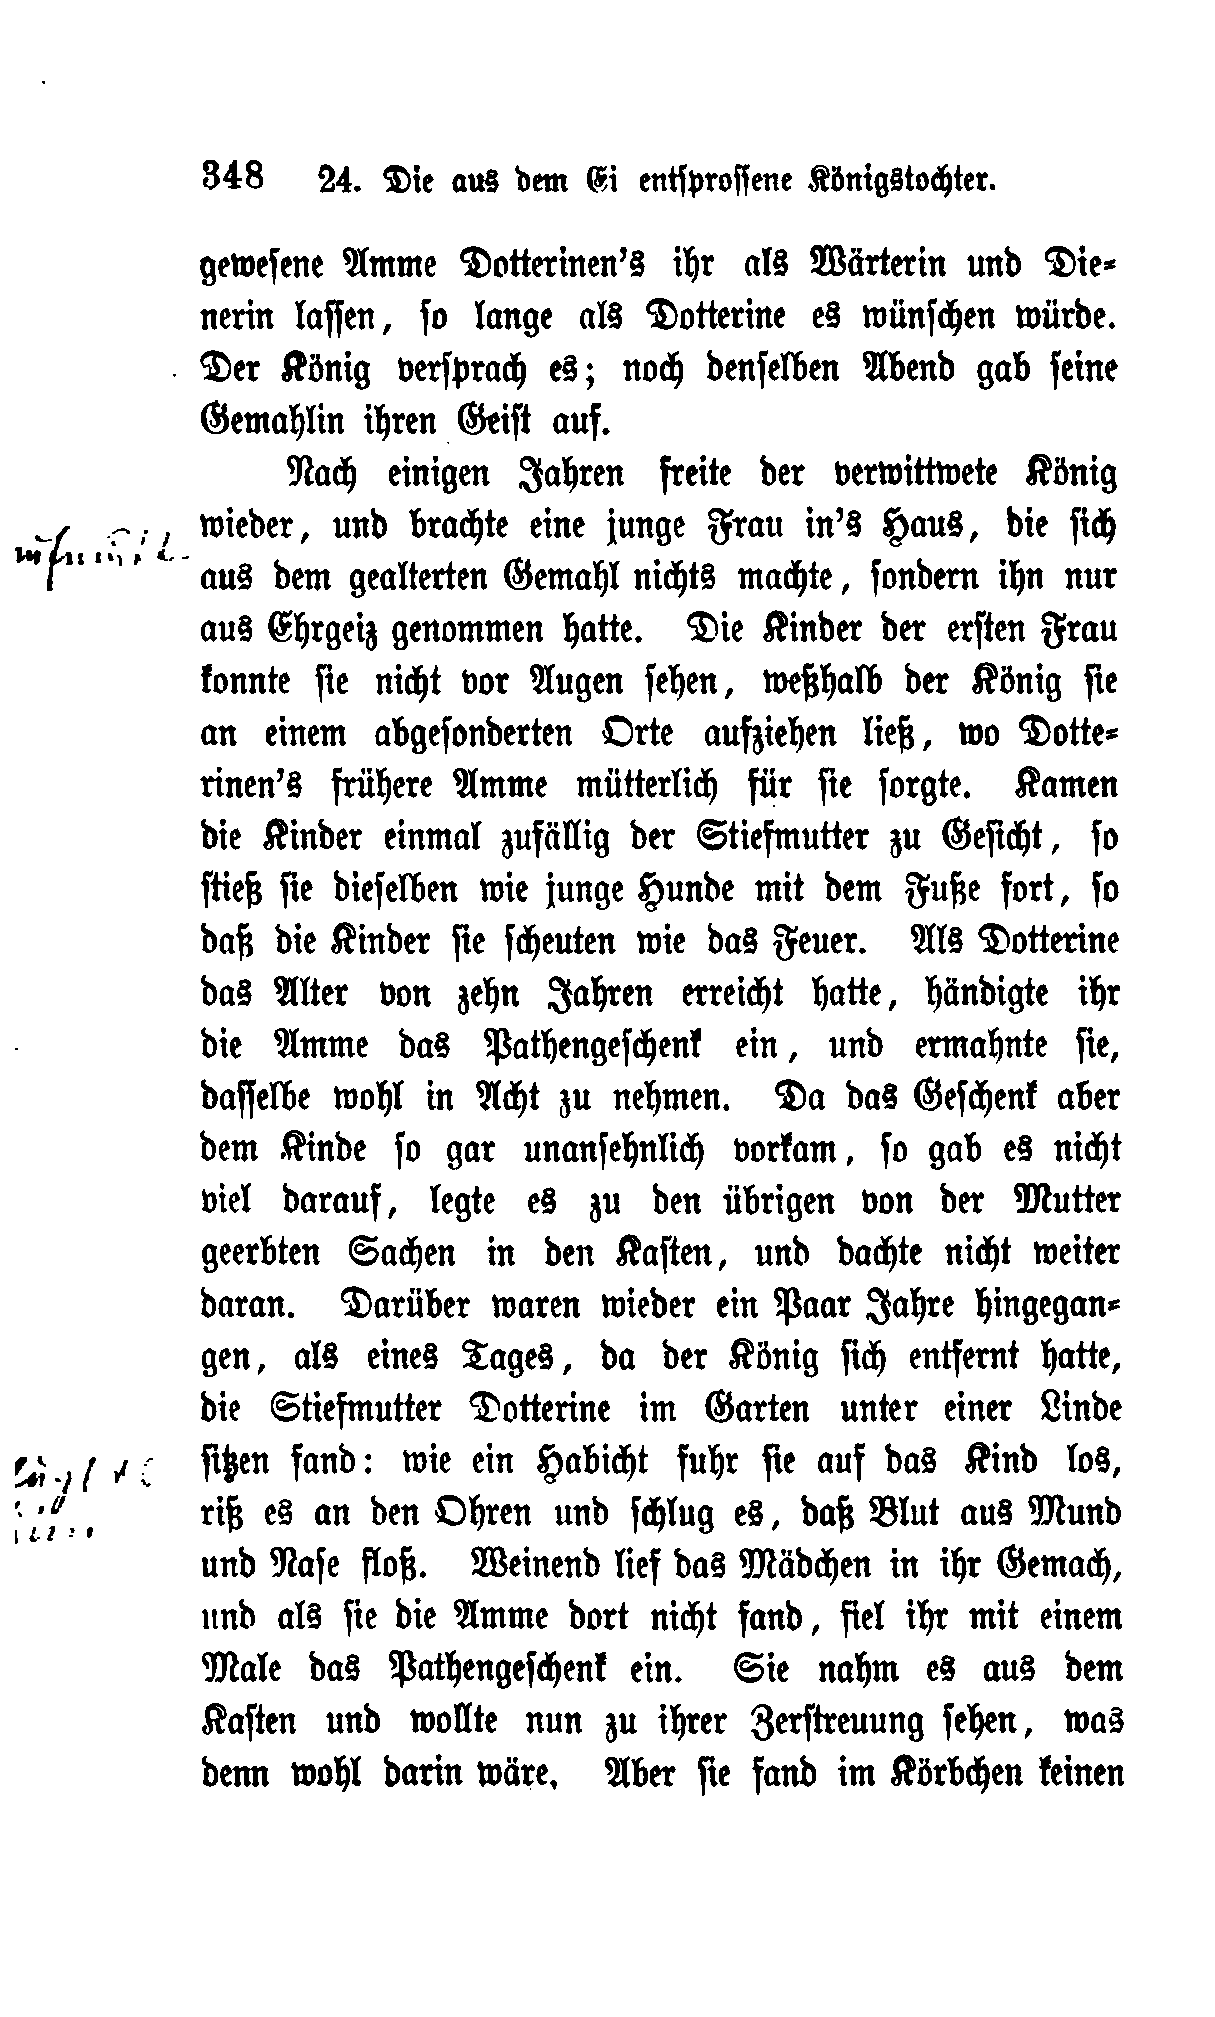 348 24. Die aus dem Ei entsprossene Königstochter.
gewesene Amme Dotterinen's ihr als Wärterin und Die-
nerin lassen, so lange als Dotterine es wünschen würde.
Der König versprach es; noch denselben Abend gab seine
Gemahlin ihren Geist auf.
Nach einigen Jahren freite der verwittwete König
wieder, und brachte eine junge Frau in's Haus, die sich
aus dem gealterten Gemahl nichts machte, sondern ihn nur
aus Ehrgeiz genommen hatte. Die Kinder der ersten Frau
konnte sie nicht vor Augen sehen, weßhalb der König sie
an einem abgesonderten Orte aufziehen ließ, wo Dotte-
rinen's frühere Amme mütterlich für sie sorgte. Kamen
die Kinder einmal zufällig der Stiefmutter zu Gesicht, so
stieß sie dieselben wie junge Hunde mit dem Fuße fort, so
daß die Kinder sie scheuten wie das Feuer. Als Dotterine
das Alter von zehn Jahren erreicht hatte, händigte ihr
die Amme das Pathengeschenk ein, und ermahnte sie,
dasselbe wohl in Acht zu nehmen. Da das Geschenk aber
dem Kinde so gar unansehnlich vorkam, so gab es nicht
viel darauf, legte es zu den übrigen von der Mutter
geerbten Sachen in den Kasten, und dachte nicht weiter
daran. Darüber waren wieder ein Paar Jahre hingegan-
gen, als eines Tages, da der König sich entfernt hatte,
die Stiefmutter Dotterine im Garten unter einer Linde
sitzen fand: wie ein Habicht fuhr sie auf das Kind los,
riß es an den Ohren und schlug es, daß Blut aus Mund
und Nase floß. Weinend lief das Mädchen in ihr Gemach,
und als sie die Amme dort nicht fand, fiel ihr mit einem
Male das Pathengeschenk ein. Sie nahm es aus dem
Kasten und wollte nun zu ihrer Zerstreuung sehen, was
denn wohl darin wäre. Aber sie fand im Körbchen keinen